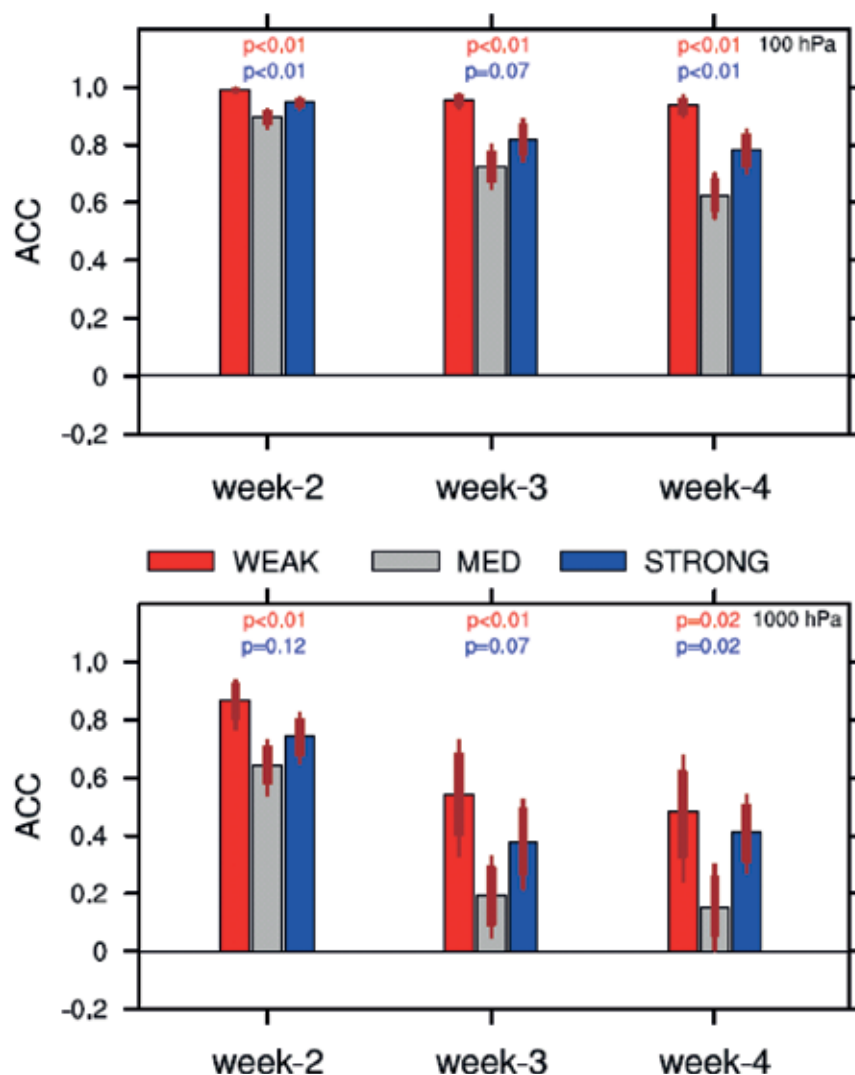 p<0.01 p<0.01 p<0.01 100 hPa
p<0.01 p=0.07 p<0.01
1.0
0.8
0.6
0.4
0.2
0
-0.2
ACC
week-2 week-3 week-4
WEAK MED STRONG
p<0.01 p<0.01 p=0.02 1000 hPa
p=0.12 p=0.07 p=0.02
1.0
0.8
0.6
0.4
0.2
0
-0.2
ACC
week-2 week-3 week-4